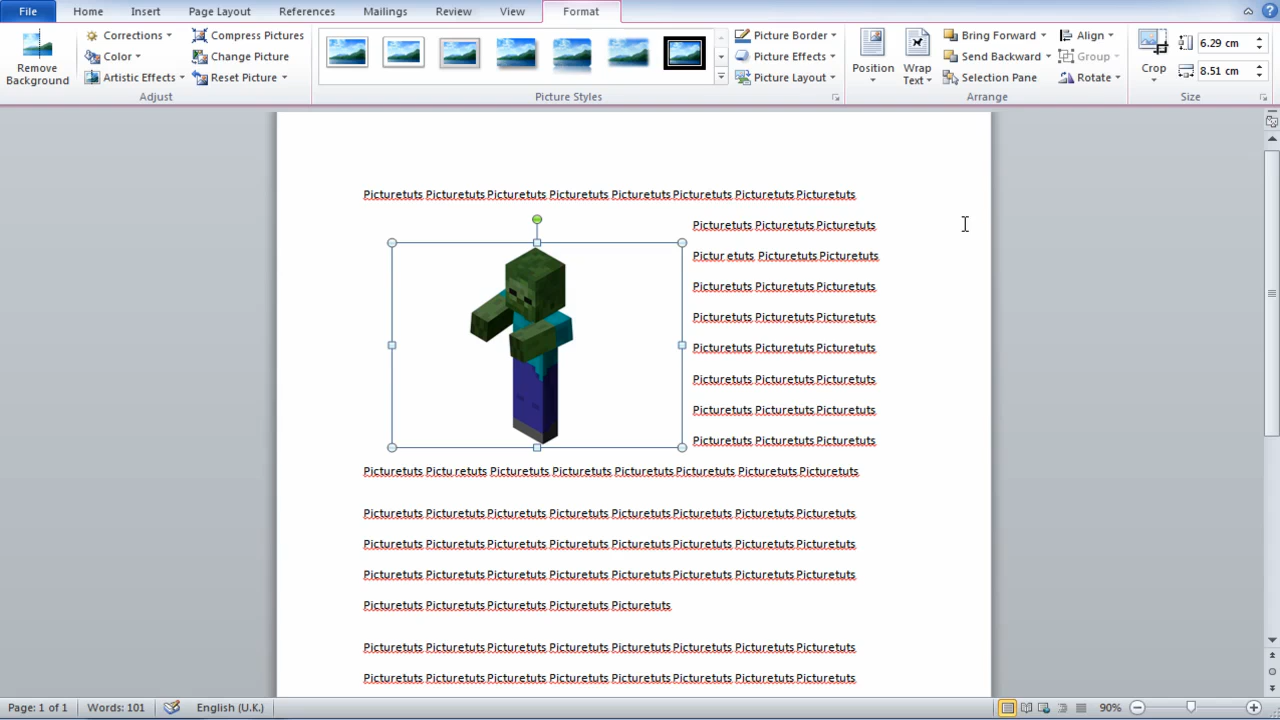 File Home Insert Page Layout References Mailings Review View Format
Remove Background
Corrections
Color
Artistic Effects
Compress Pictures
Change Picture
Reset Picture
Adjust
Picture Border
Picture Effects
Picture Layout
Picture Styles
Position
Wrap Text
Bring Forward
Send Backward
Selection Pane
Align
Group
Rotate
Arrange
Crop
6.29 cm
8.51 cm
Size
Picturetuts Picturetuts Picturetuts Picturetuts Picturetuts Picturetuts Picturetuts Picturetuts
Picturetuts Picturetuts Picturetuts
Pictur etuts Picturetuts Picturetuts
Picturetuts Picturetuts Picturetuts
Picturetuts Picturetuts Picturetuts
Picturetuts Picturetuts Picturetuts
Picturetuts Picturetuts Picturetuts
Picturetuts Picturetuts Picturetuts
Picturetuts Picturetuts Picturetuts
Picturetuts Pictu retuts Picturetuts Picturetuts Picturetuts Picturetuts Picturetuts Picturetuts
Picturetuts Picturetuts Picturetuts Picturetuts Picturetuts Picturetuts Picturetuts Picturetuts
Picturetuts Picturetuts Picturetuts Picturetuts Picturetuts Picturetuts Picturetuts Picturetuts
Picturetuts Picturetuts Picturetuts Picturetuts Picturetuts Picturetuts Picturetuts Picturetuts
Picturetuts Picturetuts Picturetuts Picturetuts Picturetuts
Picturetuts Picturetuts Picturetuts Picturetuts Picturetuts Picturetuts Picturetuts Picturetuts
Picturetuts Picturetuts Picturetuts Picturetuts Picturetuts Picturetuts Picturetuts Picturetuts
Page: 1 of 1 Words: 101 English (U.K.) 90%